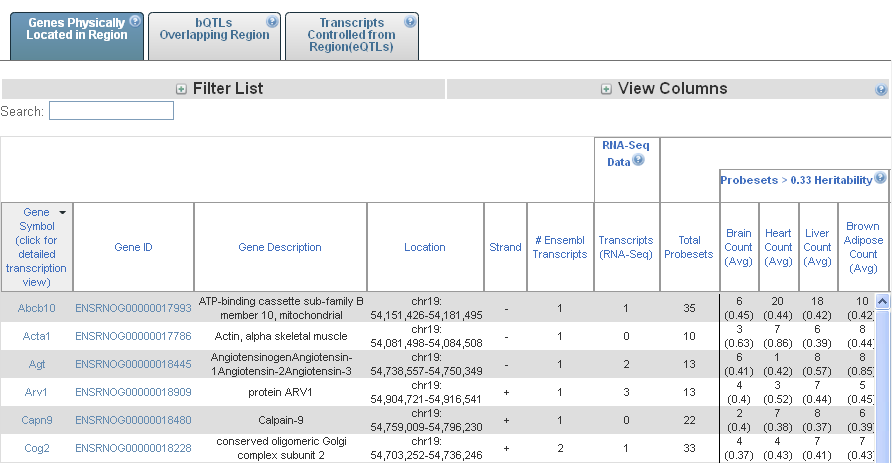 Genes Physically
Located in Region
bQTLs
Overlapping Region
Transcripts
Controlled from
Region(eQTLs)
Filter List
View Columns
Search:
RNA-Seq
Data
Probesets > 0.33 Heritability
Gene
Symbol
(click for
detailed
transcription
view)
Gene ID
Gene Description
Location
Strand
# Ensembl
Transcripts
Transcripts
(RNA-Seq)
Total
Probesets
Brain
Count
(Avg)
Heart
Count
(Avg)
Liver
Count
(Avg)
Brown
Adipose
Count
(Avg)
Abcb10 ENSRNOG00000017993 ATP-binding cassette sub-family B chr19: - 1 1 35 6 20 18 10
member 10, mitochondrial 54,151,426-54,181,495 (0.45) (0.44) (0.42) (0.42
Acta1 ENSRNOG00000017786 Actin, alpha skeletal muscle chr19: - 1 0 10 3 7 6 8
54,081,498-54,084,508 (0.63) (0.86) (0.39) (0.44
Agt ENSRNOG00000018445 AngiotensinogenAngiotensin- chr19: - 1 2 13 6 1 8 8
1Angiotensin-2Angiotensin-3 54,738,557-54,750,349 (0.41) (0.42) (0.57) (0.85
Arv1 ENSRNOG00000018909 protein ARV1 chr19: + 1 3 13 4 3 7 5
54,904,721-54,916,541 (0.4) (0.52) (0.44) (0.45
Capn9 ENSRNOG00000018480 Calpain-9 chr19: + 1 0 22 2 7 8 6
54,759,009-54,796,230 (0.4) (0.38) (0.37) (0.39
Cog2 ENSRNOG00000018228 conserved oligomeric Golgi chr19: + 2 1 33 4 4 7 7
complex subunit 2 54,703,252-54,736,246 (0.37) (0.43) (0.41) (0.43